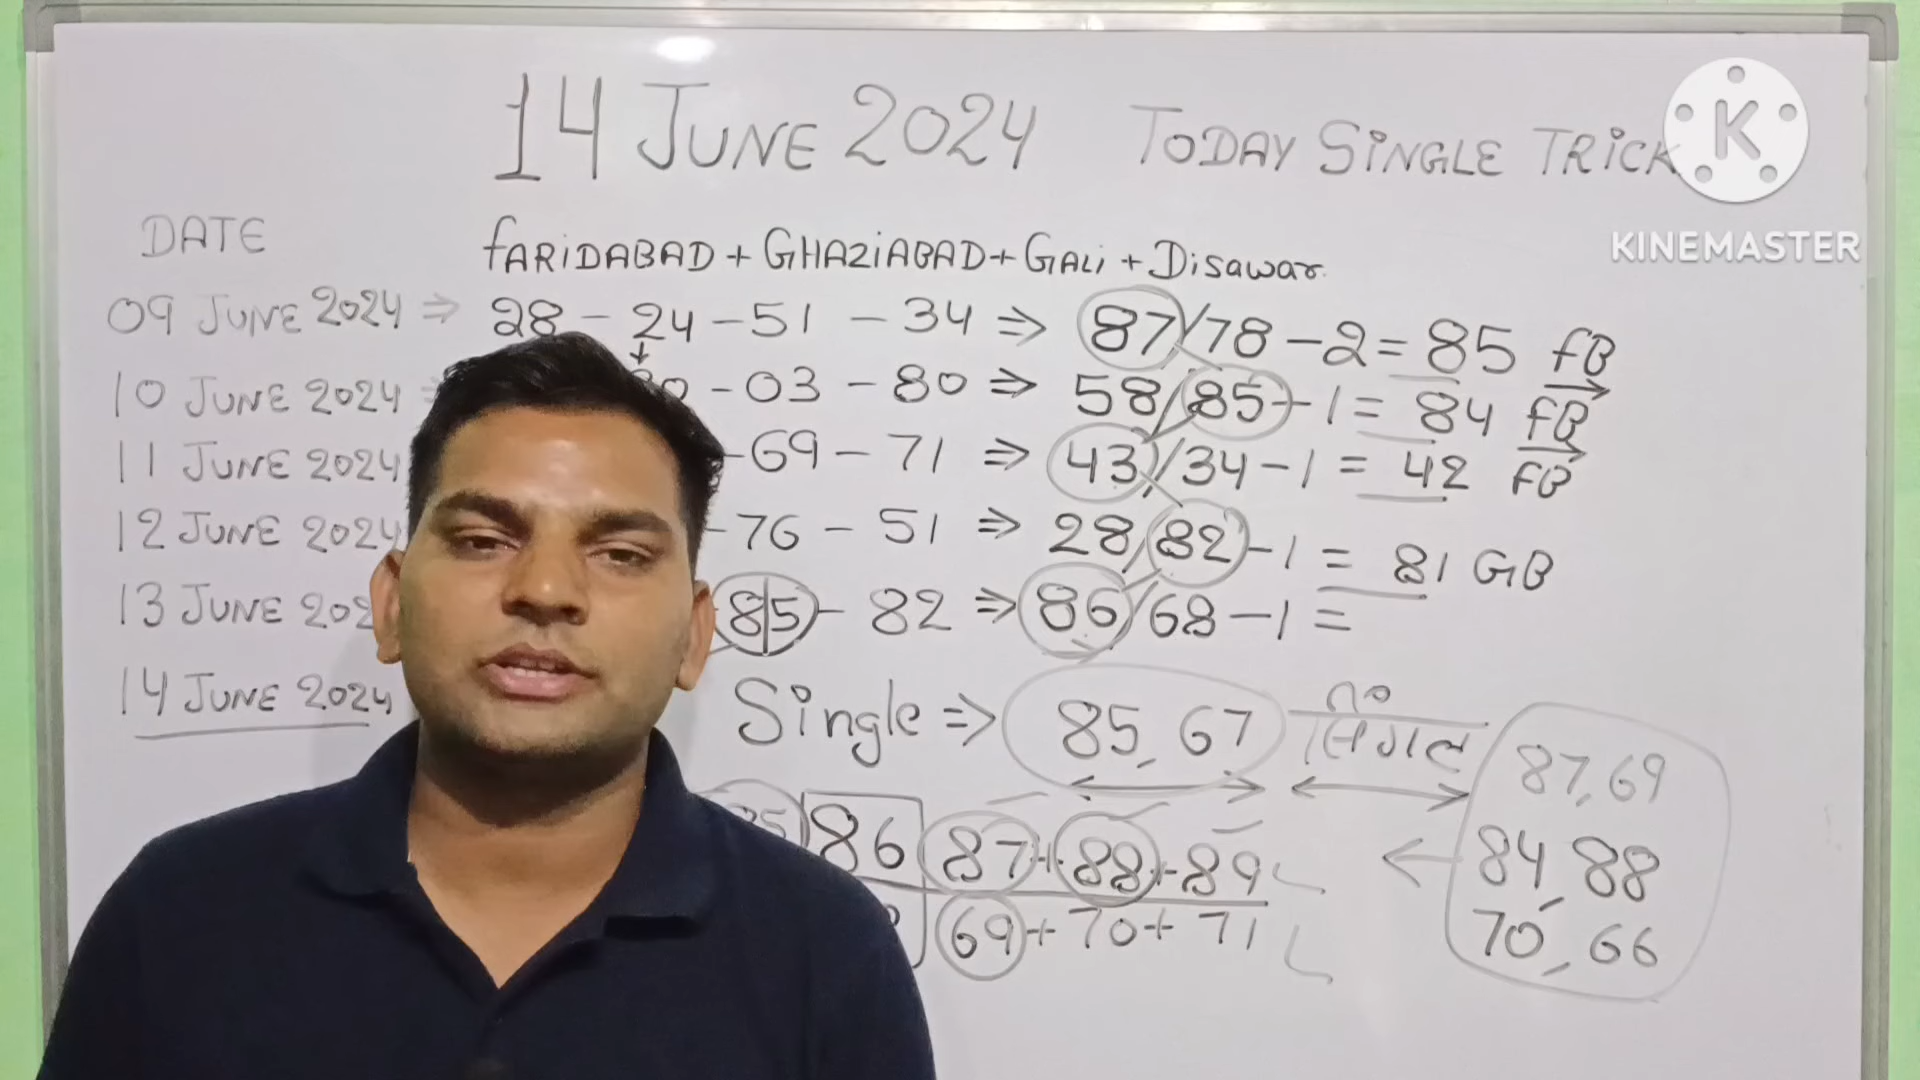 14 JUNE 2024 TODAY SINGLE TRICK
K
KINEMASTER
DATE FARIDABAD + GHAZIABAD + GALI + DISAWAR
09 JUNE 2024 ⇒ 28 - 24 - 51 - 34 ⇒ 87/78 - 2 = 85 FB
10 JUNE 2024 - 03 - 80 ⇒ 58/85 - 1 = 84 FB
11 JUNE 2024 - 69 - 71 ⇒ 43/34 - 1 = 42 FB
12 JUNE 2024 - 76 - 51 ⇒ 28/82 - 1 = 81 GB
13 JUNE 202 85 - 82 ⇒ 86/68 - 1 =
14 JUNE 2024 Single ⇒ 85, 67 सिंगल
87, 69
86 87 + 88 + 89 ← 84, 88
69 + 70 + 71 70, 66